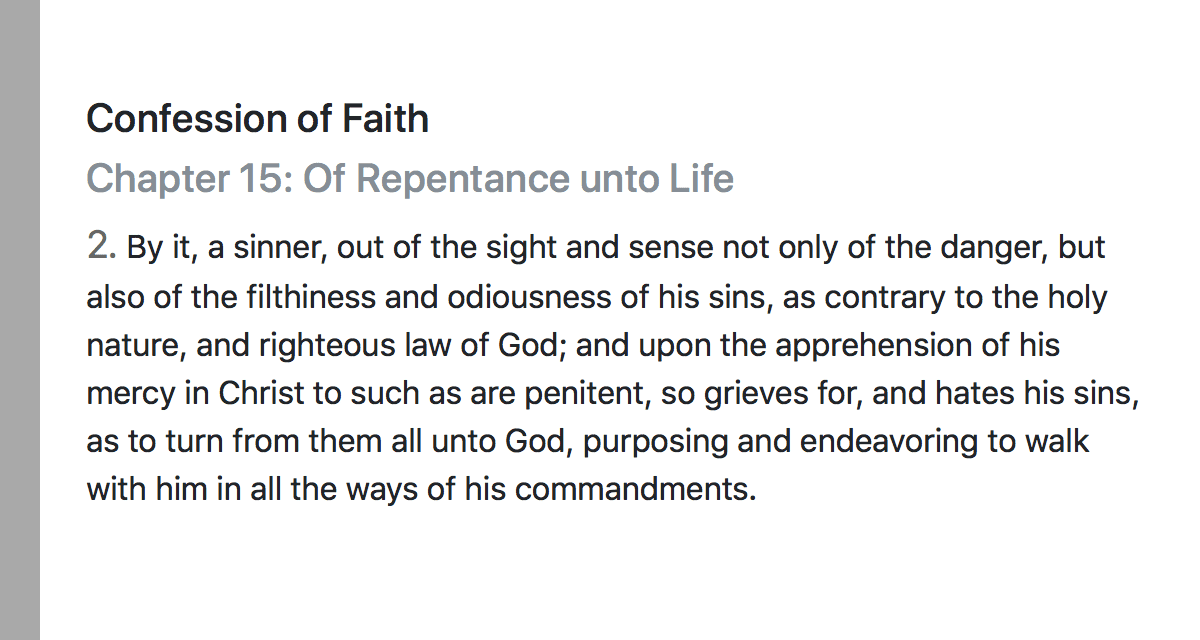 Confession of Faith
Chapter 15: Of Repentance unto Life
2. By it, a sinner, out of the sight and sense not only of the danger, but
also of the filthiness and odiousness of his sins, as contrary to the holy
nature, and righteous law of God; and upon the apprehension of his
mercy in Christ to such as are penitent, so grieves for, and hates his sins,
as to turn from them all unto God, purposing and endeavoring to walk
with him in all the ways of his commandments.